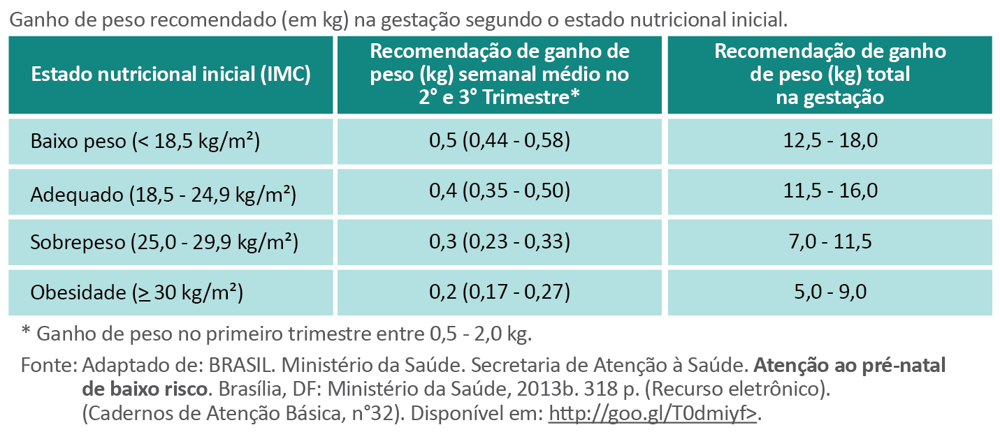 Ganho de peso recomendado (em kg) na gestação segundo o estado nutricional inicial.
Estado nutricional inicial (IMC)
Recomendação de ganho de
peso (kg) semanal médio no
2° e 3° Trimestre*
Recomendação de ganho
de peso (kg) total
na gestação
Baixo peso (< 18,5 kg/m²)
0,5 (0,44 - 0,58)
12,5 - 18,0
Adequado (18,5 - 24,9 kg/m²)
0,4 (0,35 - 0,50)
11,5 - 16,0
Sobrepeso (25,0 - 29,9 kg/m²)
0,3 (0,23 - 0,33)
7,0 - 11,5
Obesidade (≥ 30 kg/m²)
0,2 (0,17 - 0,27)
5,0 - 9,0
* Ganho de peso no primeiro trimestre entre 0,5 - 2,0 kg.
Fonte: Adaptado de: BRASIL. Ministério da Saúde. Secretaria de Atenção à Saúde. Atenção ao pré-natal
de baixo risco. Brasília, DF: Ministério da Saúde, 2013b. 318 p. (Recurso eletrônico).
(Cadernos de Atenção Básica, n°32). Disponível em: http://goo.gl/T0dmiyf>.